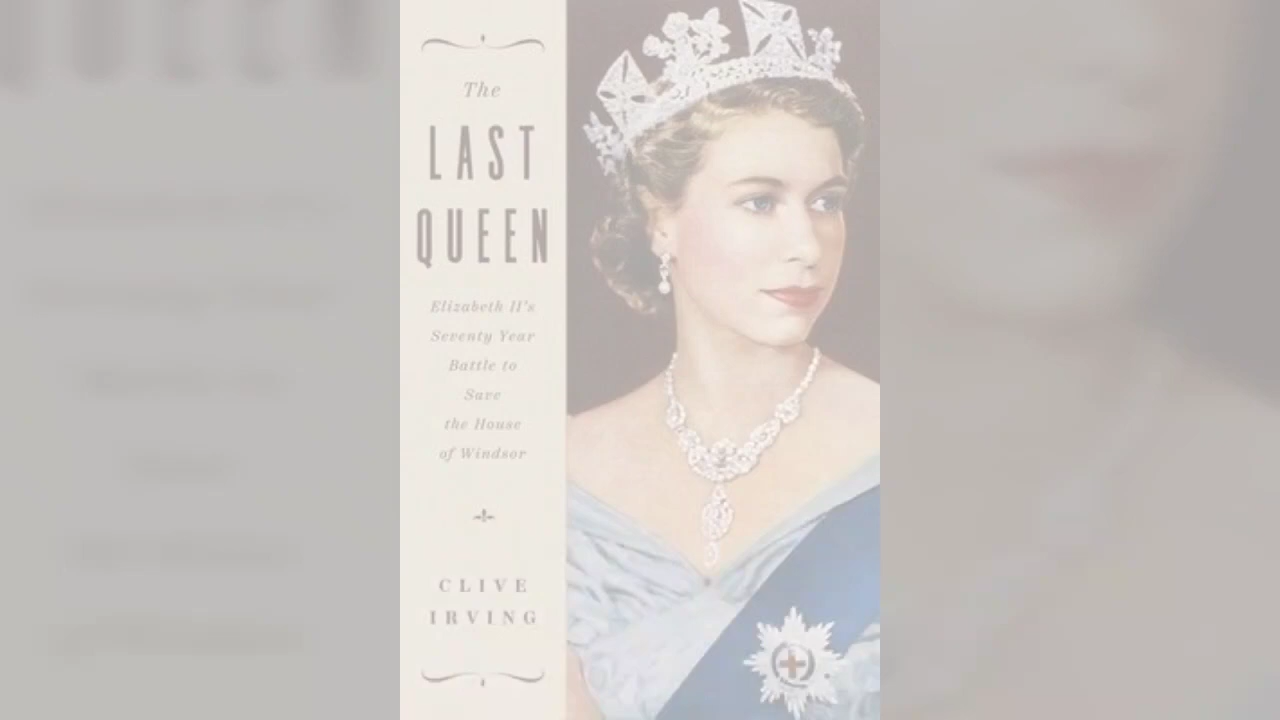 The
LAST
QUEEN
Elizabeth II's
Seventy Year
Battle to
Save
the House
of Windsor
CLIVE
IRVING